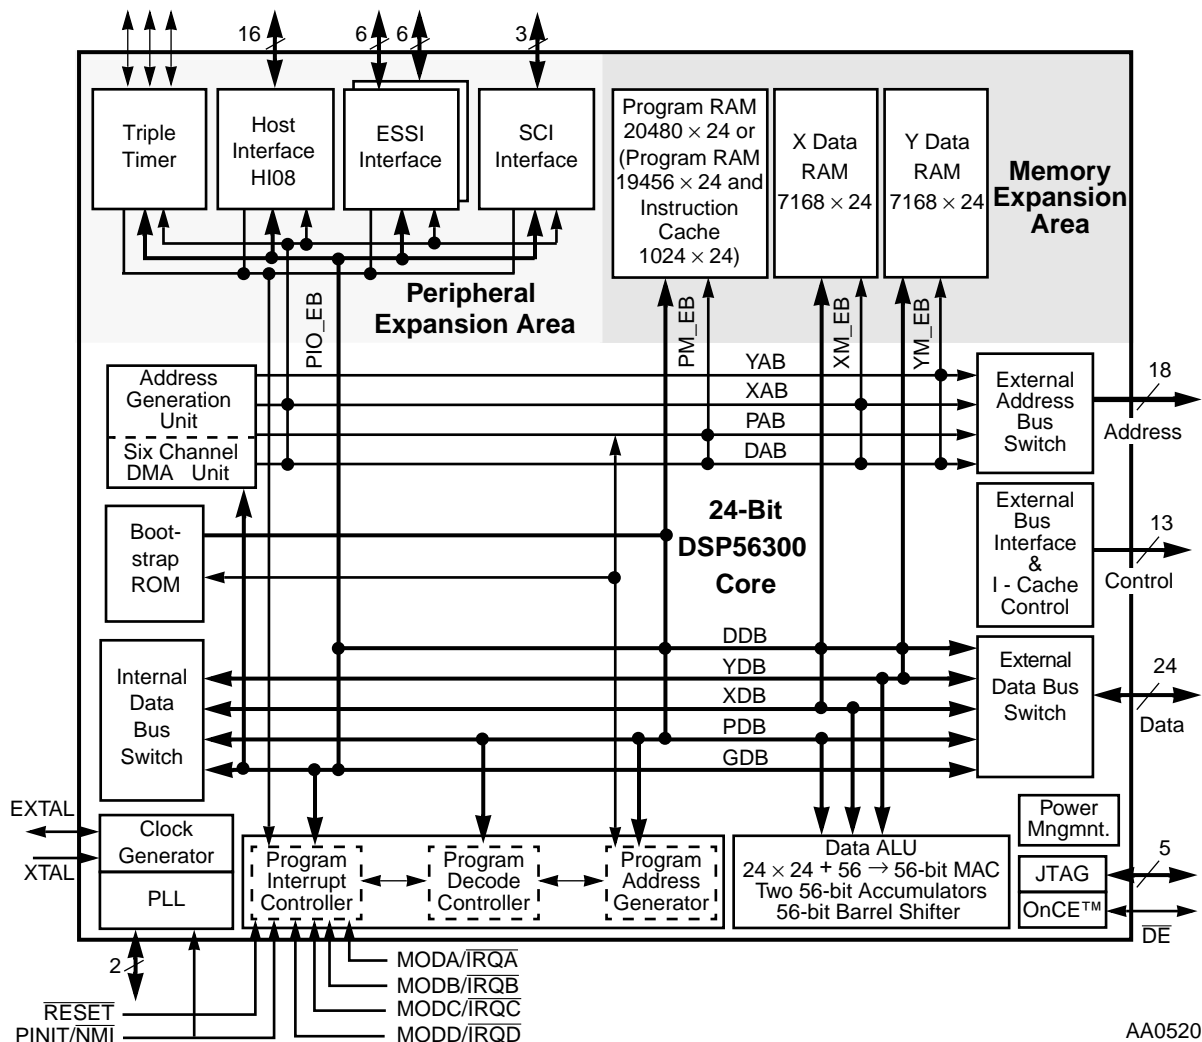 16
6
6
3
Triple
Timer
Host
Interface
HI08
ESSI
Interface
SCI
Interface
Program RAM
20480 × 24 or
(Program RAM
19456 × 24 and
Instruction
Cache
1024 × 24)
X Data
RAM
7168 × 24
Y Data
RAM
7168 × 24
Memory
Expansion
Area
Peripheral
Expansion Area
PIO_EB
PM_EB
XM_EB
YM_EB
Address
Generation
Unit
Six Channel
DMA Unit
YAB
XAB
PAB
DAB
External
Address
Bus
Switch
18
Address
Boot-
strap
ROM
24-Bit
DSP56300
Core
External
Bus
Interface
&
I - Cache
Control
13
Control
Internal
Data
Bus
Switch
DDB
YDB
XDB
PDB
GDB
External
Data Bus
Switch
24
Data
EXTAL
XTAL
Clock
Generator
PLL
2
Program
Interrupt
Controller
Program
Decode
Controller
Program
Address
Generator
Data ALU
24 × 24 + 56 → 56-bit MAC
Two 56-bit Accumulators
56-bit Barrel Shifter
Power
Mngmnt.
JTAG
OnCE™
5
DE
RESET
PINIT/NMI
MODA/IRQA
MODB/IRQB
MODC/IRQC
MODD/IRQD
AA0520